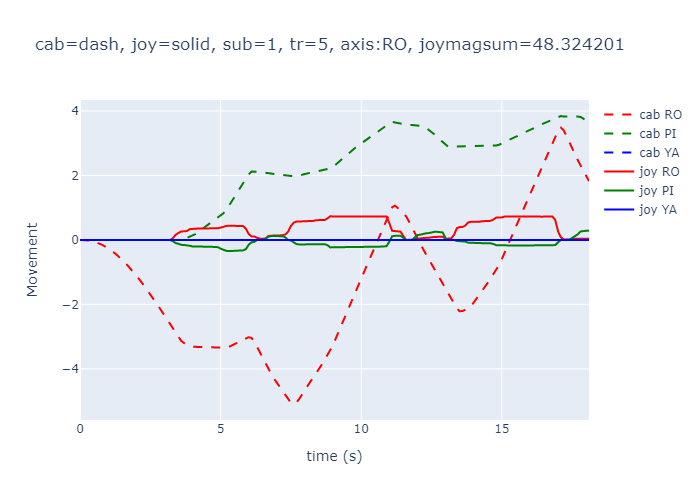 cab=dash, joy=solid, sub=1, tr=5, axis:RO, joymagsum=48.324201
4
2
0
−2
−4
Movement
0
5
10
15
time (s)
cab RO
cab PI
cab YA
joy RO
joy PI
joy YA